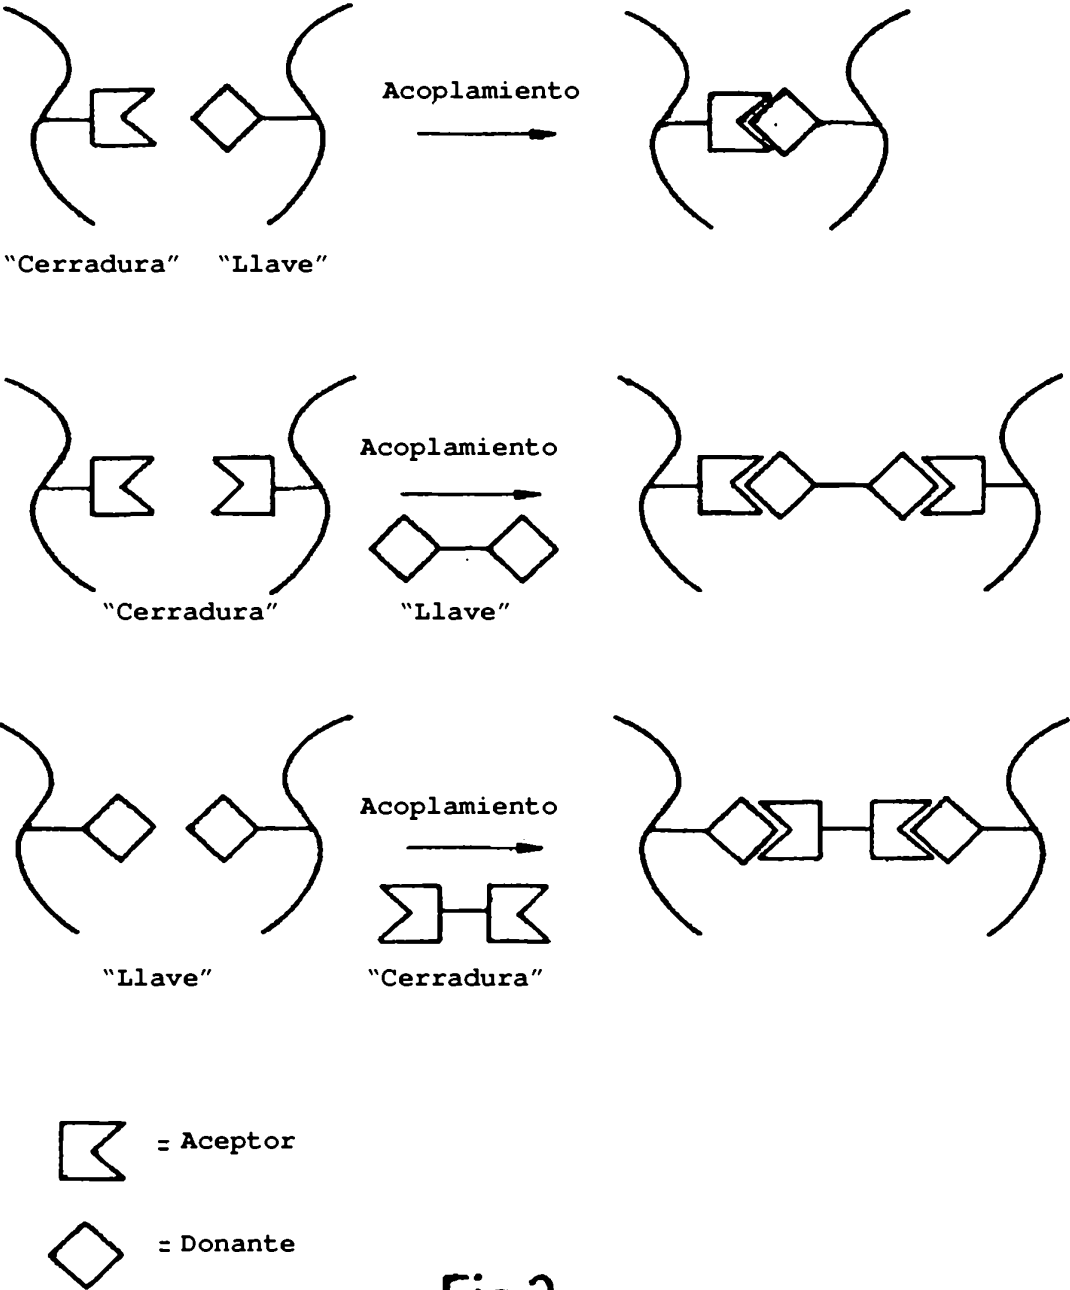 Acoplamiento
“Cerradura” “Llave”
Acoplamiento
“Cerradura” “Llave”
Acoplamiento
“Llave” “Cerradura”
= Aceptor
= Donante